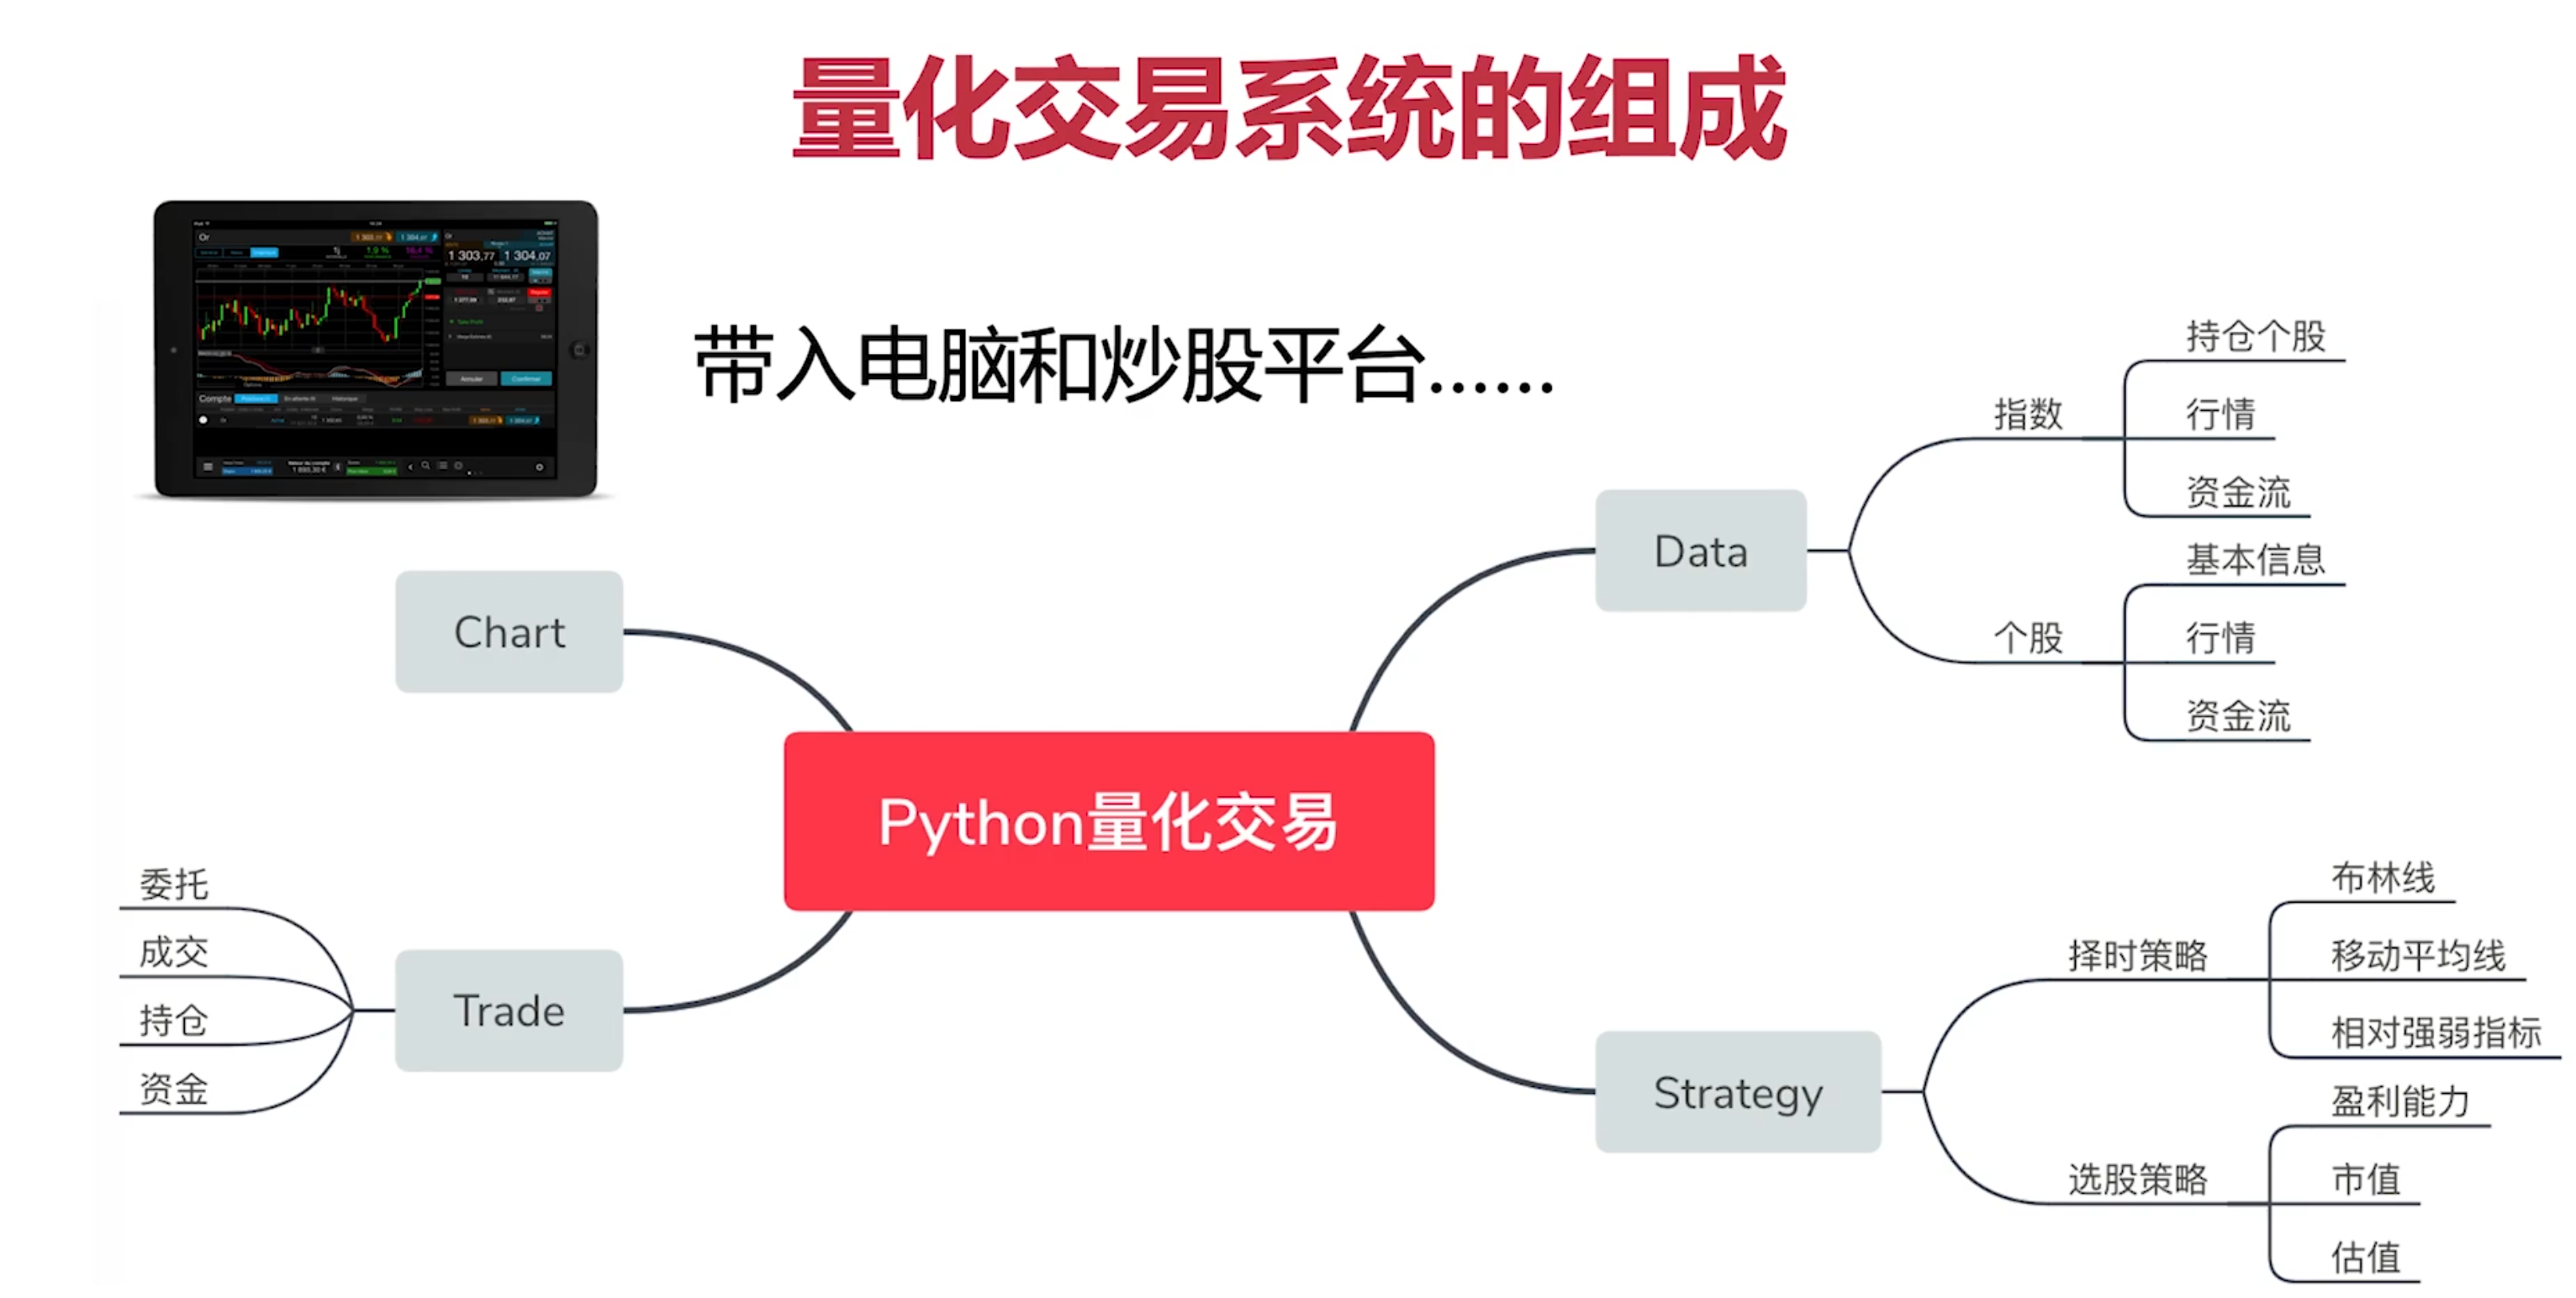 量化交易系统的组成
Or
1 303,77 1 304,07
Annuler
Confirmer
Compte
带入电脑和炒股平台……
Python量化交易
Chart
Trade
委托
成交
持仓
资金
Data
指数
持仓个股
行情
资金流
个股
基本信息
行情
资金流
Strategy
择时策略
布林线
移动平均线
相对强弱指标
选股策略
盈利能力
市值
估值